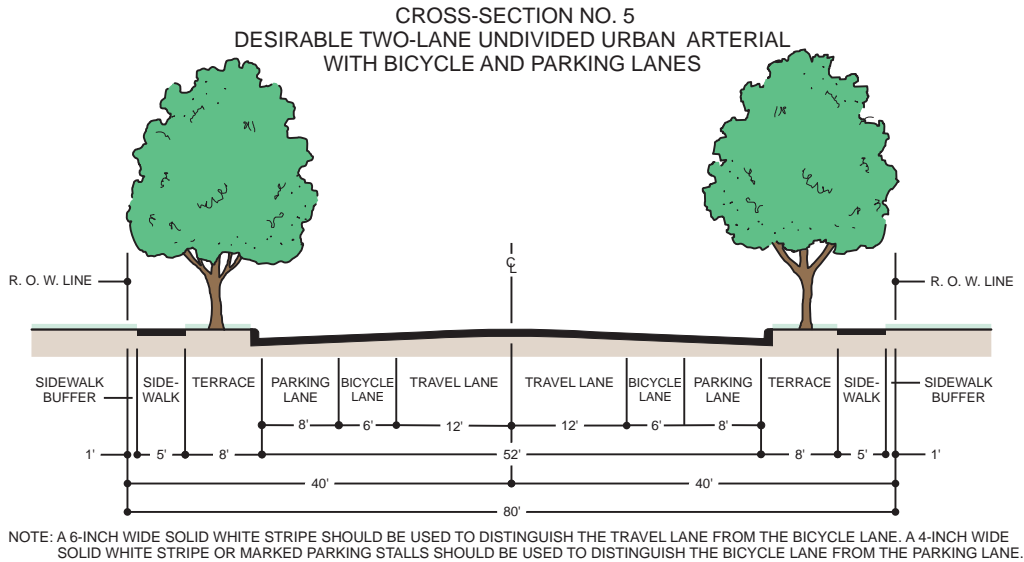 CROSS-SECTION NO. 5
DESIRABLE TWO-LANE UNDIVIDED URBAN ARTERIAL
WITH BICYCLE AND PARKING LANES
C
L
R. O. W. LINE
R. O. W. LINE
SIDEWALK
BUFFER
SIDE-
WALK
TERRACE
PARKING
LANE
BICYCLE
LANE
TRAVEL LANE
TRAVEL LANE
BICYCLE
LANE
PARKING
LANE
TERRACE
SIDE-
WALK
SIDEWALK
BUFFER
8' 6' 12' 12' 6' 8'
1' 5' 8' 52' 8' 5' 1'
40' 40'
80'
NOTE: A 6-INCH WIDE SOLID WHITE STRIPE SHOULD BE USED TO DISTINGUISH THE TRAVEL LANE FROM THE BICYCLE LANE. A 4-INCH WIDE
SOLID WHITE STRIPE OR MARKED PARKING STALLS SHOULD BE USED TO DISTINGUISH THE BICYCLE LANE FROM THE PARKING LANE.